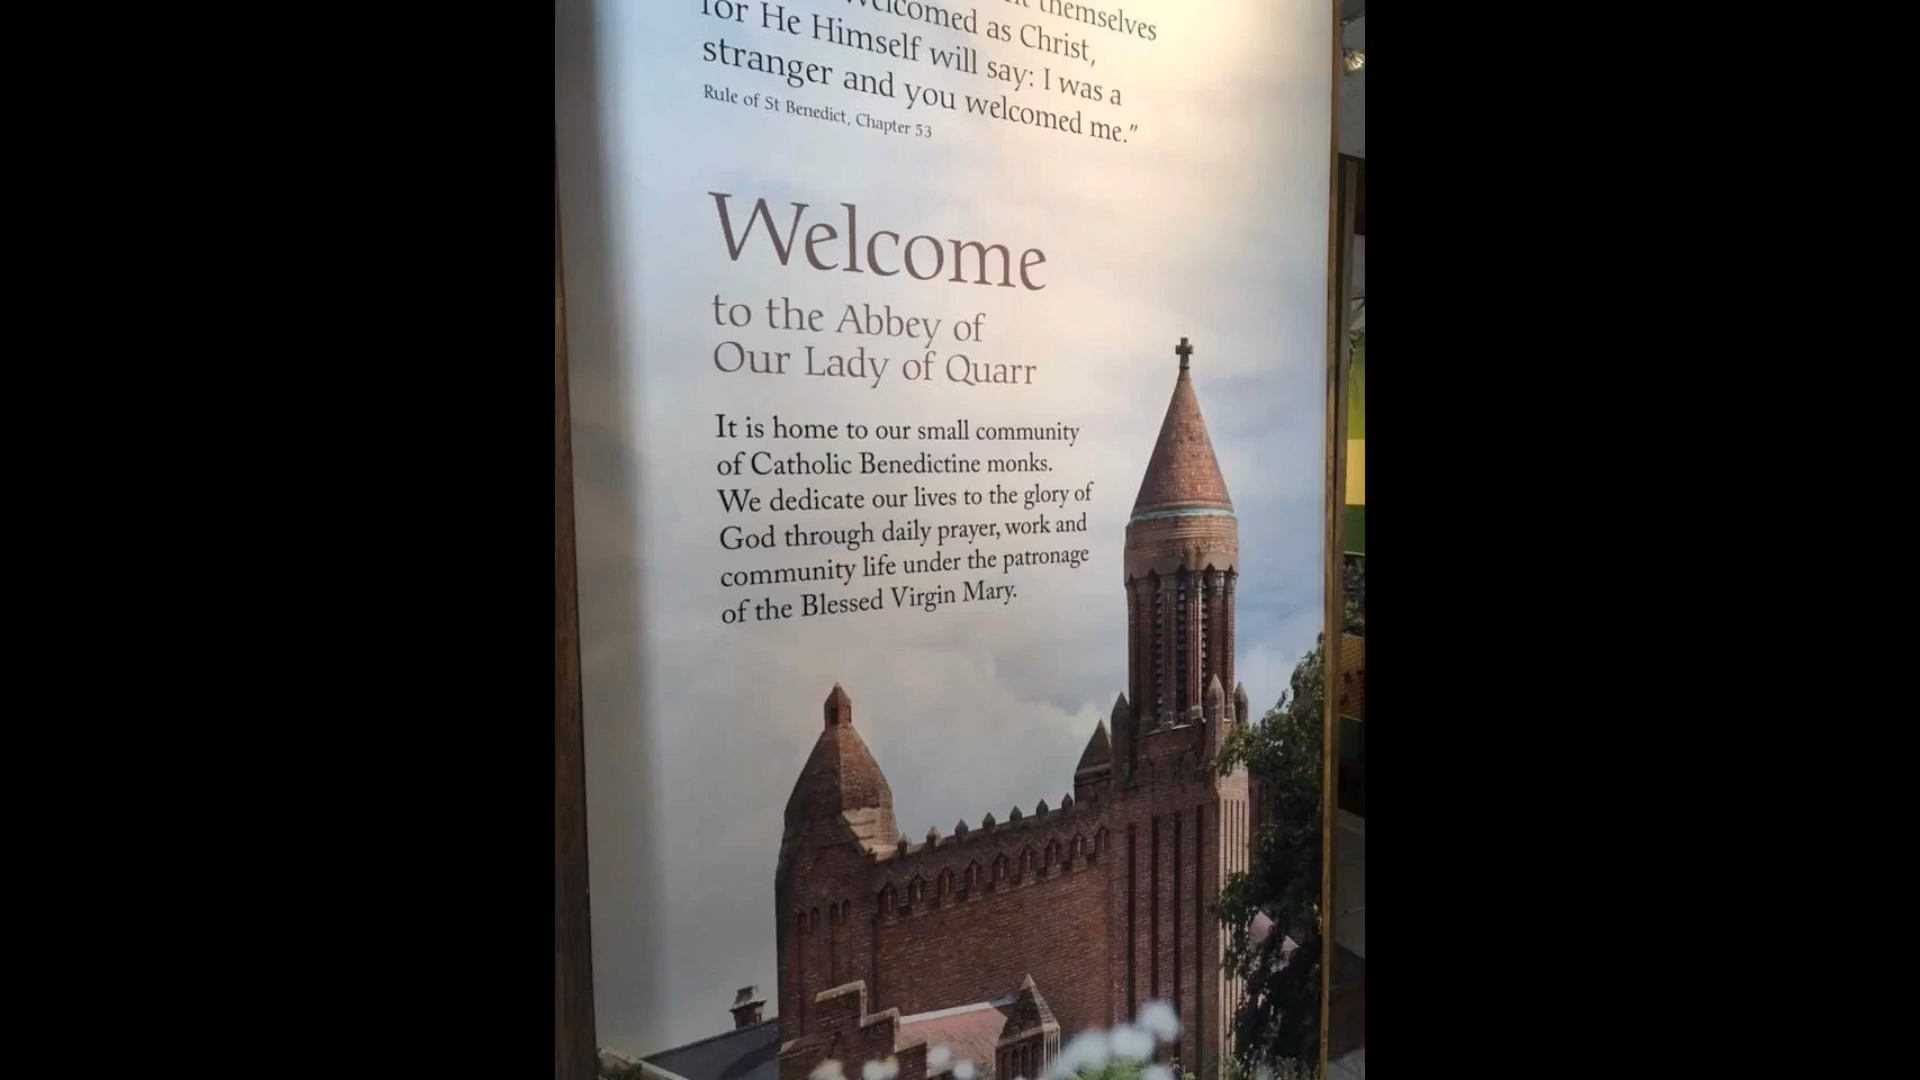 themselves
welcomed as Christ,
for He Himself will say: I was a
stranger and you welcomed me.”
Rule of St Benedict, Chapter 53
Welcome
to the Abbey of
Our Lady of Quarr
It is home to our small community
of Catholic Benedictine monks.
We dedicate our lives to the glory of
God through daily prayer, work and
community life under the patronage
of the Blessed Virgin Mary.